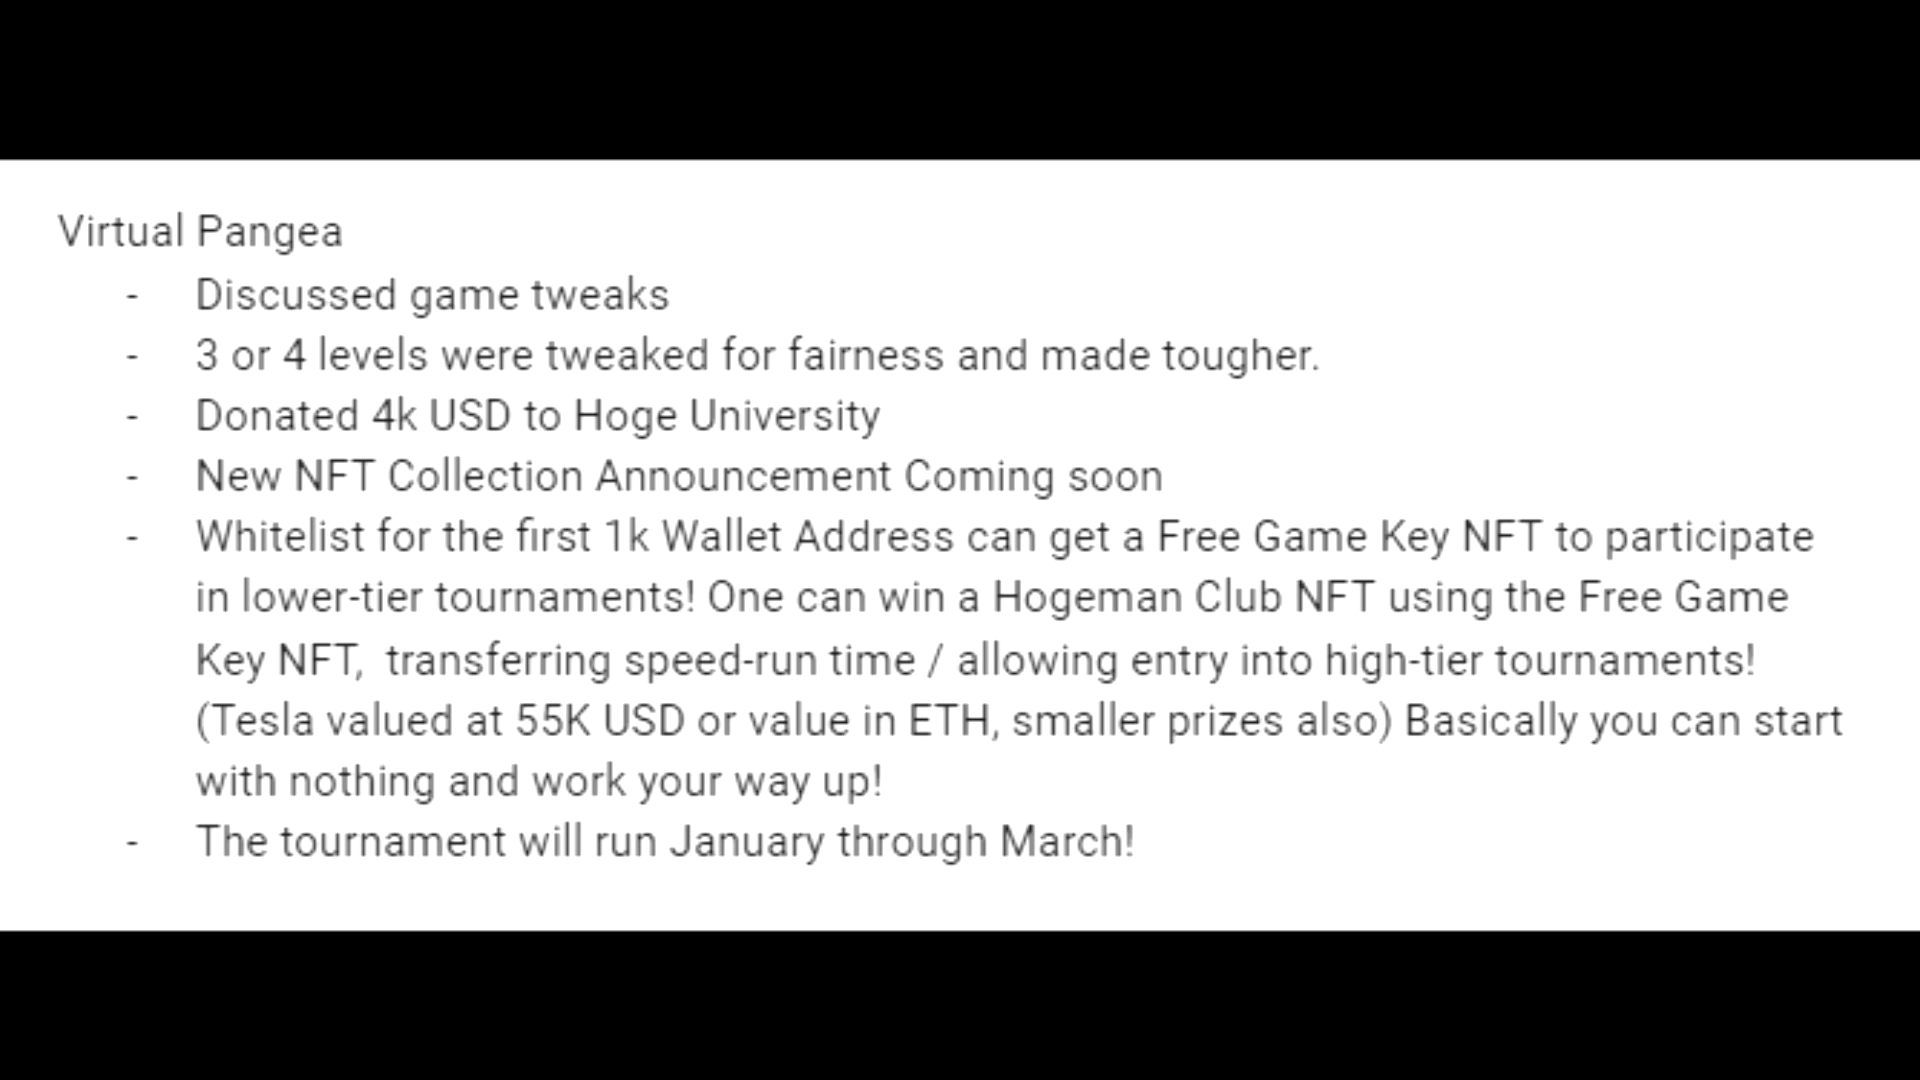 Virtual Pangea
- Discussed game tweaks
- 3 or 4 levels were tweaked for fairness and made tougher.
- Donated 4k USD to Hoge University
- New NFT Collection Announcement Coming soon
- Whitelist for the first 1k Wallet Address can get a Free Game Key NFT to participate
in lower-tier tournaments! One can win a Hogeman Club NFT using the Free Game
Key NFT,  transferring speed-run time / allowing entry into high-tier tournaments!
(Tesla valued at 55K USD or value in ETH, smaller prizes also) Basically you can start
with nothing and work your way up!
- The tournament will run January through March!